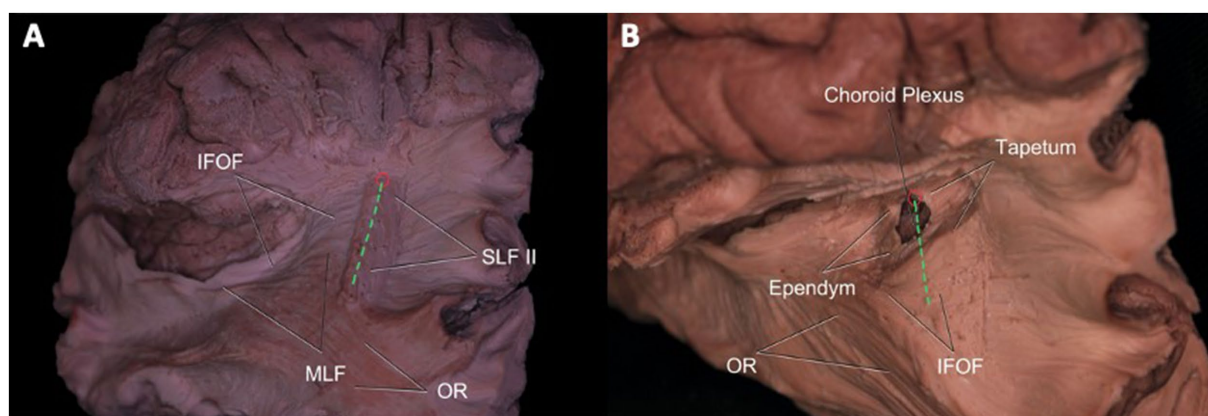 A
IFOF
SLF II
MLF
OR
B
Choroid Plexus
Tapetum
Ependym
OR
IFOF